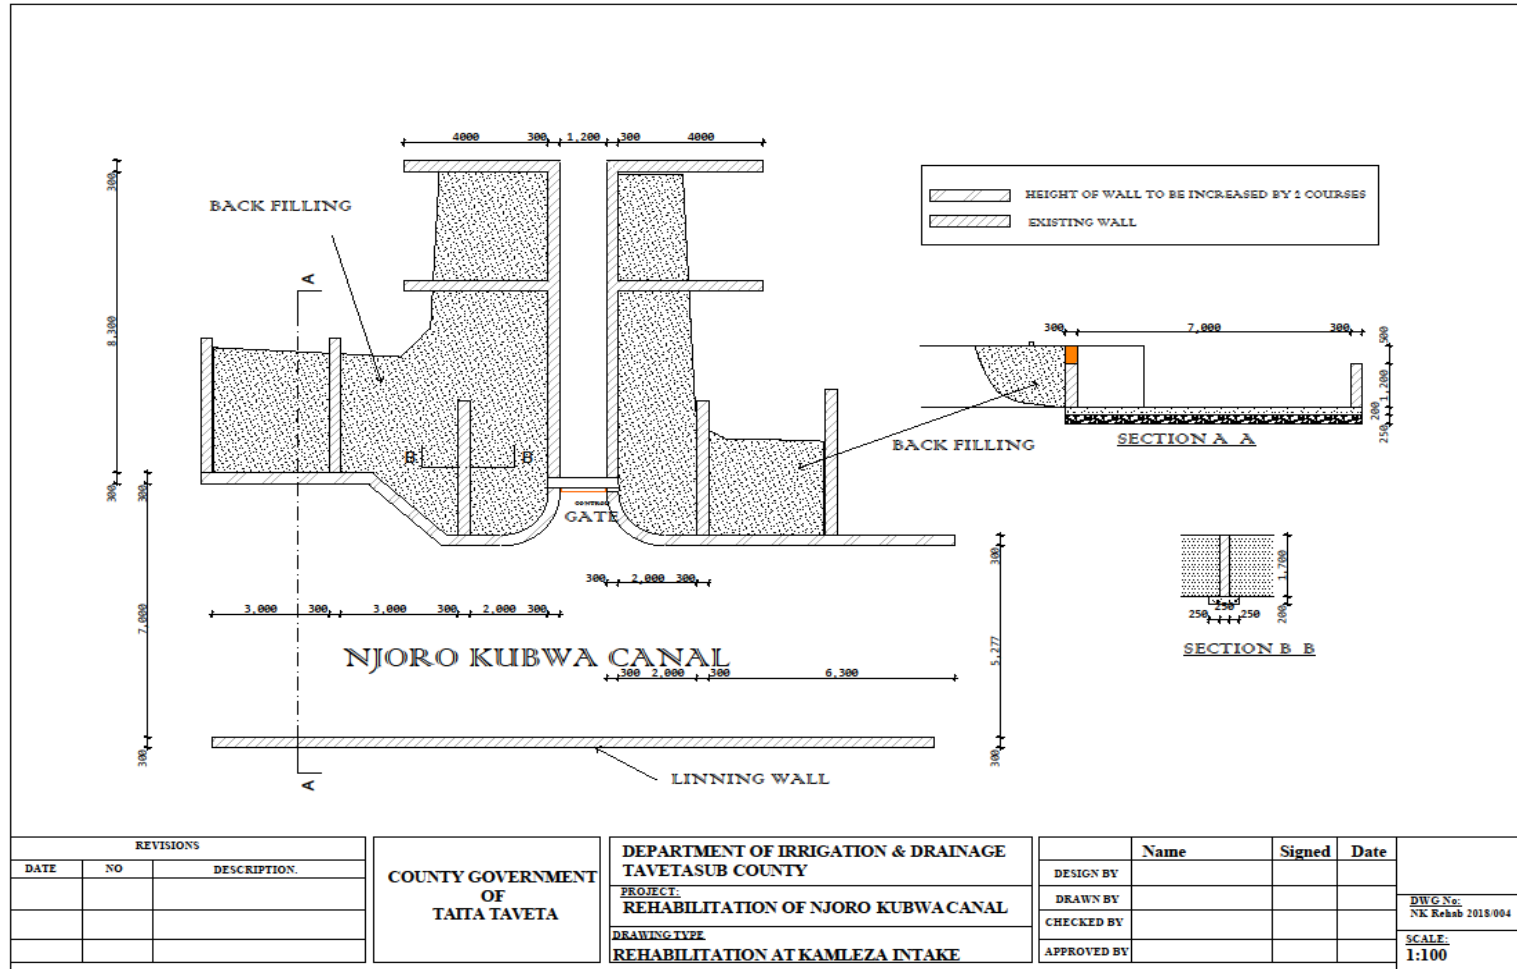 4000 300 1,200 300 4000
BACK FILLING
HEIGHT OF WALL TO BE INCREASED BY 2 COURSES
EXISTING WALL
300
A
8,300
300 7,000 300
500
1,200
200
250
BACK FILLING
SECTION A A
B B
300
300
CONTROL
GATE
300
300 2,000 300
3,000 300 3,000 300 2,000 300
7,000
5,277
1,700
200
250 250 250
SECTION B B
NJORO KUBWA CANAL
300 2,000 300 6,300
300
300
LINNING WALL
A
REVISIONS
DATE NO DESCRIPTION.
COUNTY GOVERNMENT
OF
TAITA TAVETA
DEPARTMENT OF IRRIGATION & DRAINAGE
TAVETASUB COUNTY
PROJECT:
REHABILITATION OF NJORO KUBWA CANAL
DRAWING TYPE
REHABILITATION AT KAMLEZA INTAKE
Name Signed Date
DESIGN BY
DRAWN BY
CHECKED BY
APPROVED BY
DWG No:
NK Rehab 2018/004
SCALE:
1:100